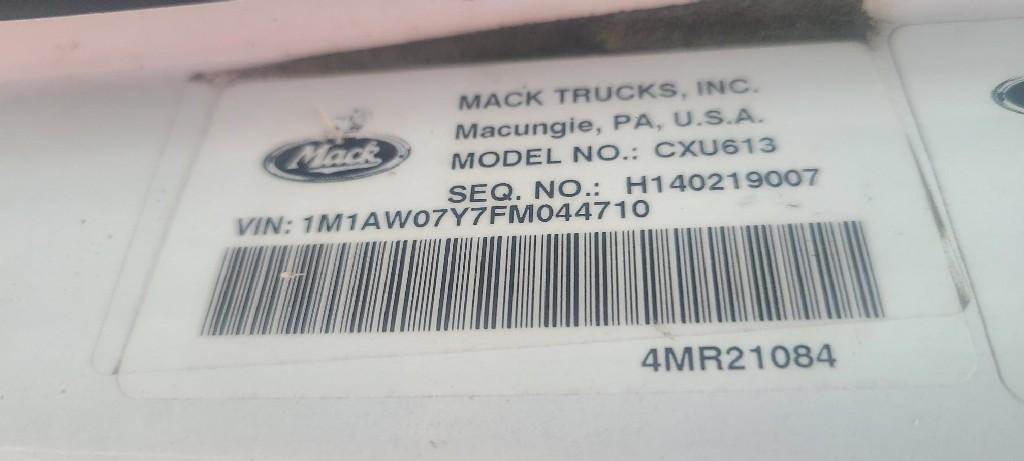 Mack
MACK TRUCKS, INC.
Macungie, PA, U.S.A.
MODEL NO.: CXU613
SEQ. NO.: H140219007
VIN: 1M1AW07Y7FM044710
4MR21084